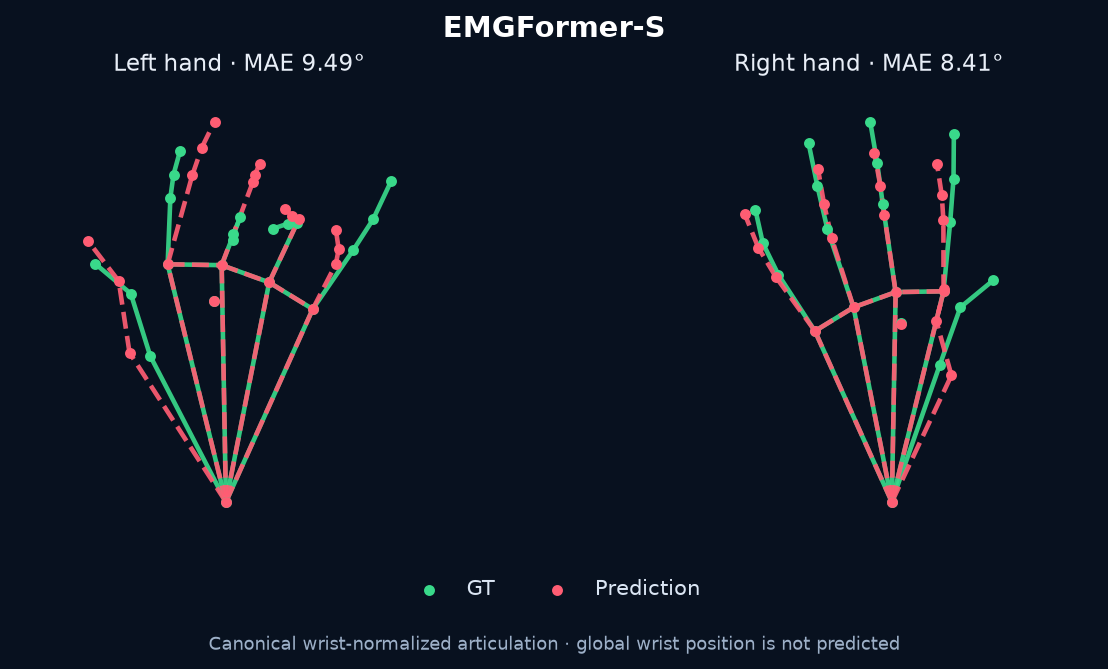 EMGFormer-S
Left hand · MAE 9.49°
Right hand · MAE 8.41°
GT
Prediction
Canonical wrist-normalized articulation · global wrist position is not predicted